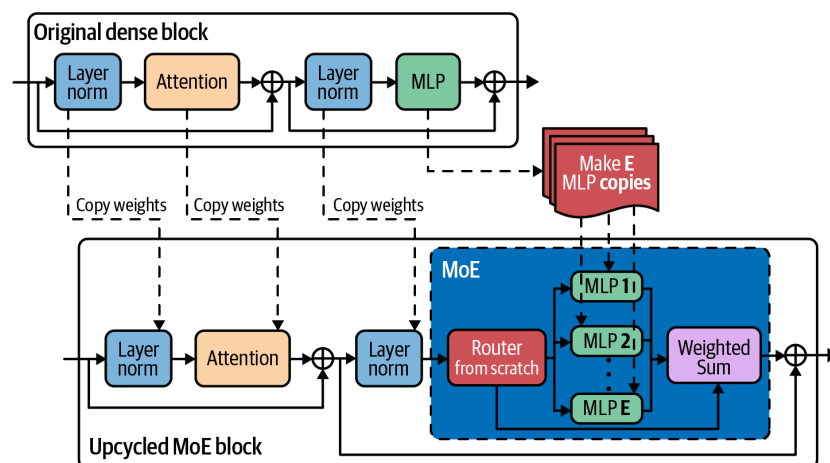 Original dense block
Layer
norm
Attention
Layer
norm
MLP
Make E
MLP copies
Copy weights
Copy weights
Copy weights
MoE
MLP 1
Layer
norm
Attention
Layer
norm
Router
from scratch
MLP 2
Weighted
Sum
MLP E
Upcycled MoE block